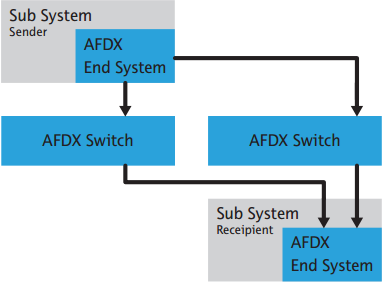 Sub System
Sender
AFDX
End System
AFDX Switch
AFDX Switch
Sub System
Receipient
AFDX
End System